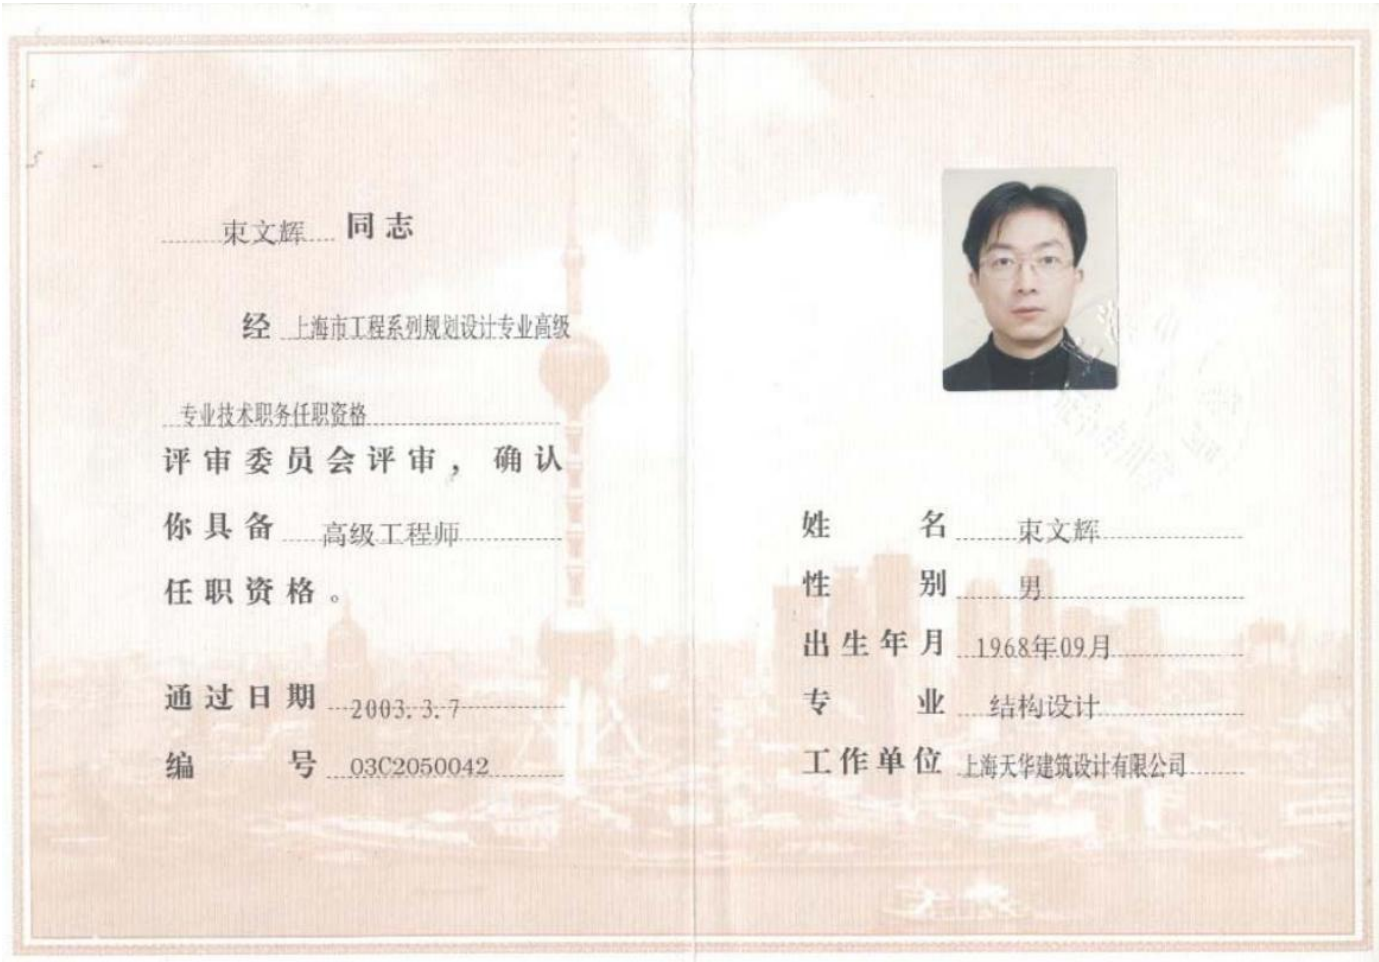 束文辉 同志
经 上海市工程系列规划设计专业高级
专业技术职务任职资格
评审委员会评审，确认
你具备 高级工程师
任职资格。
通过日期 2003.3.7
编号 03C2050042
姓名 束文辉
性别 男
出生年月 1968年09月
专业 结构设计
工作单位 上海天华建筑设计有限公司